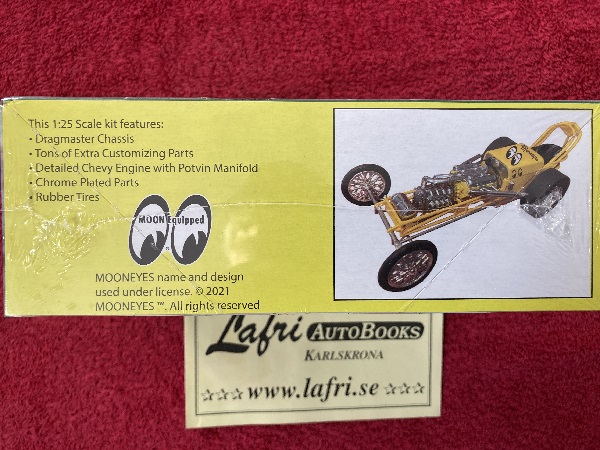 This 1:25 Scale kit features:
• Dragmaster Chassis
• Tons of Extra Customizing Parts
• Detailed Chevy Engine with Potvin Manifold
• Chrome Plated Parts
• Rubber Tires
MOON Equipped
MOONEYES name and design
used under license. © 2021
MOONEYES ™. All rights reserved
Lafri AUTOBOOKS
KARLSKRONA
☆☆☆ www.lafri.se ☆☆☆